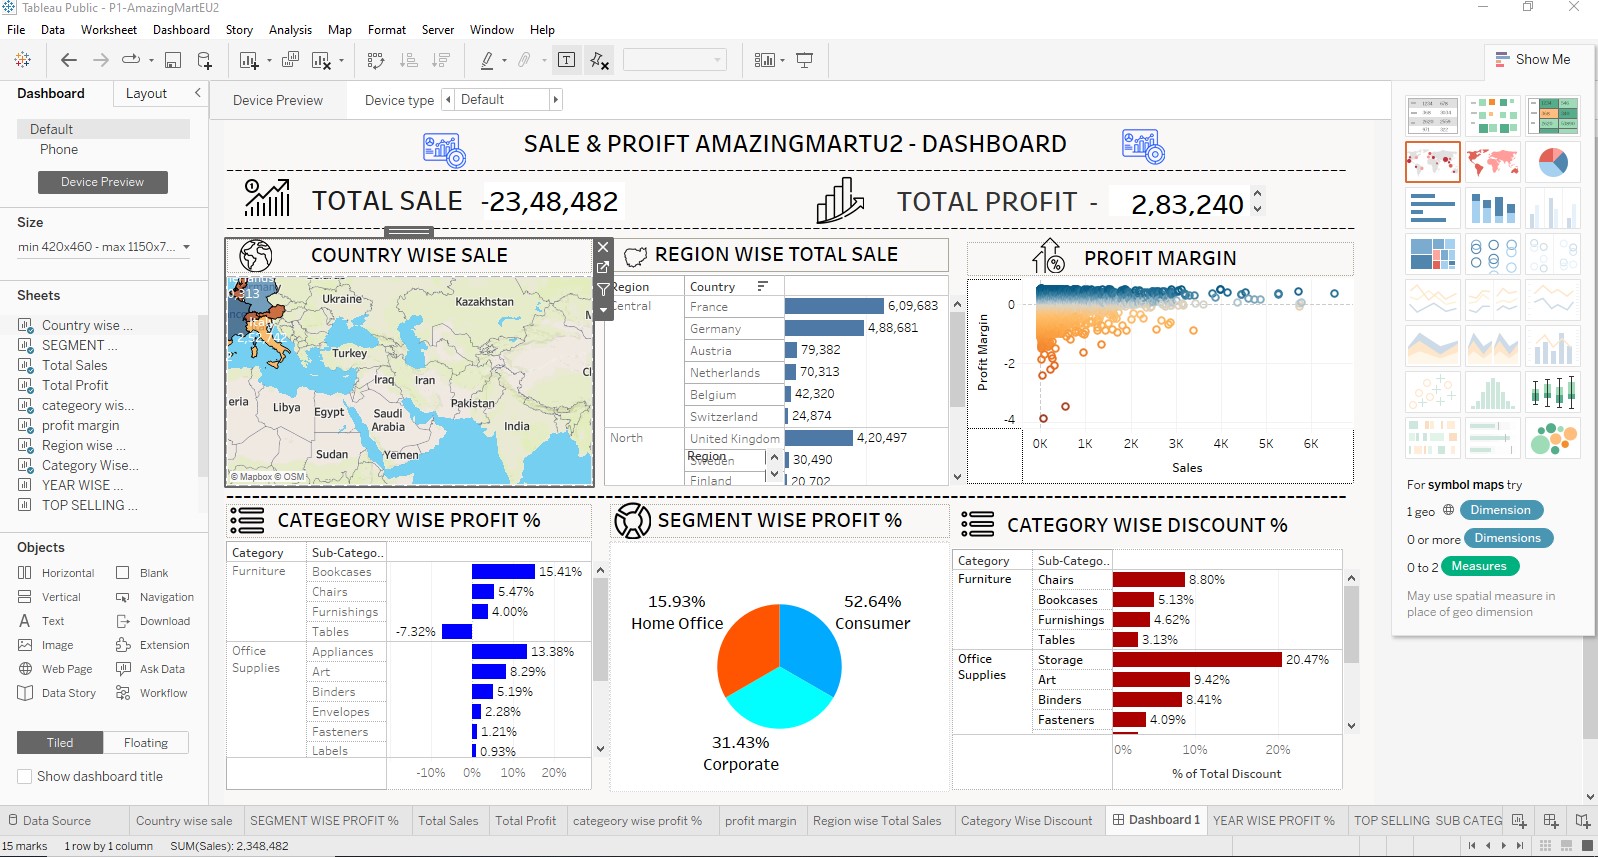 Tableau Public - P1-AmazingMartEU2
File Data Worksheet Dashboard Story Analysis Map Format Server Window Help
Show Me
Dashboard Layout
Device Preview Device type Default
Default
Phone
Device Preview
Size
min 420x460 - max 1150x7...
Sheets
Country wise ...
SEGMENT ...
Total Sales
Total Profit
categeory wis...
profit margin
Region wise ...
Category Wise...
YEAR WISE ...
TOP SELLING ...
Objects
Horizontal Blank
Vertical Navigation
Text Download
Image Extension
Web Page Ask Data
Data Story Workflow
Tiled Floating
Show dashboard title
SALE & PROIFT AMAZINGMARTU2 - DASHBOARD
TOTAL SALE -23,48,482
TOTAL PROFIT - 2,83,240
COUNTRY WISE SALE
Ukraine
Kazakhstan
Turkey
Iraq Iran
Libya Egypt Saudi Arabia
Pakistan
India
Sudan Yemen
© Mapbox © OSM
REGION WISE TOTAL SALE
Region Country
Central France 6,09,683
Germany 4,88,681
Austria 79,382
Netherlands 70,313
Belgium 42,320
Switzerland 24,874
North United Kingdom 4,20,497
Region
Sweden 30,490
Finland 20,702
PROFIT MARGIN
Profit Margin
0
-2
-4
0K 1K 2K 3K 4K 5K 6K
Sales
CATEGEORY WISE PROFIT %
Category Sub-Catego..
Furniture Bookcases 15.41%
Chairs 5.47%
Furnishings 4.00%
Tables -7.32%
Office Supplies Appliances 13.38%
Art 8.29%
Binders 5.19%
Envelopes 2.28%
Fasteners 1.21%
Labels 0.93%
-10% 0% 10% 20%
SEGMENT WISE PROFIT %
15.93%
Home Office
52.64%
Consumer
31.43%
Corporate
CATEGORY WISE DISCOUNT %
Category Sub-Catego..
Furniture Chairs 8.80%
Bookcases 5.13%
Furnishings 4.62%
Tables 3.13%
Office Supplies Storage 20.47%
Art 9.42%
Binders 8.41%
Fasteners 4.09%
0% 10% 20%
% of Total Discount
For symbol maps try
1 geo Dimension
0 or more Dimensions
0 to 2 Measures
May use spatial measure in
place of geo dimension
Data Source Country wise sale SEGMENT WISE PROFIT % Total Sales Total Profit categeory wise profit % profit margin Region wise Total Sales Category Wise Discount Dashboard 1 YEAR WISE PROFIT % TOP SELLING SUB CATEG
15 marks 1 row by 1 column SUM(Sales): 2,348,482